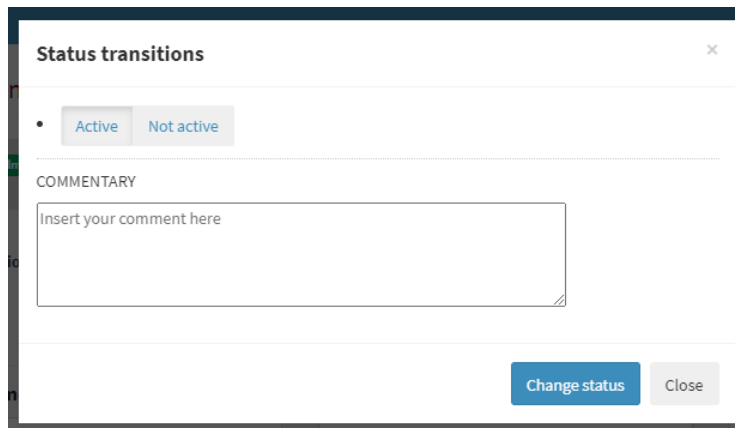 Status transitions
×
Active Not active
COMMENTARY
Insert your comment here
Change status Close